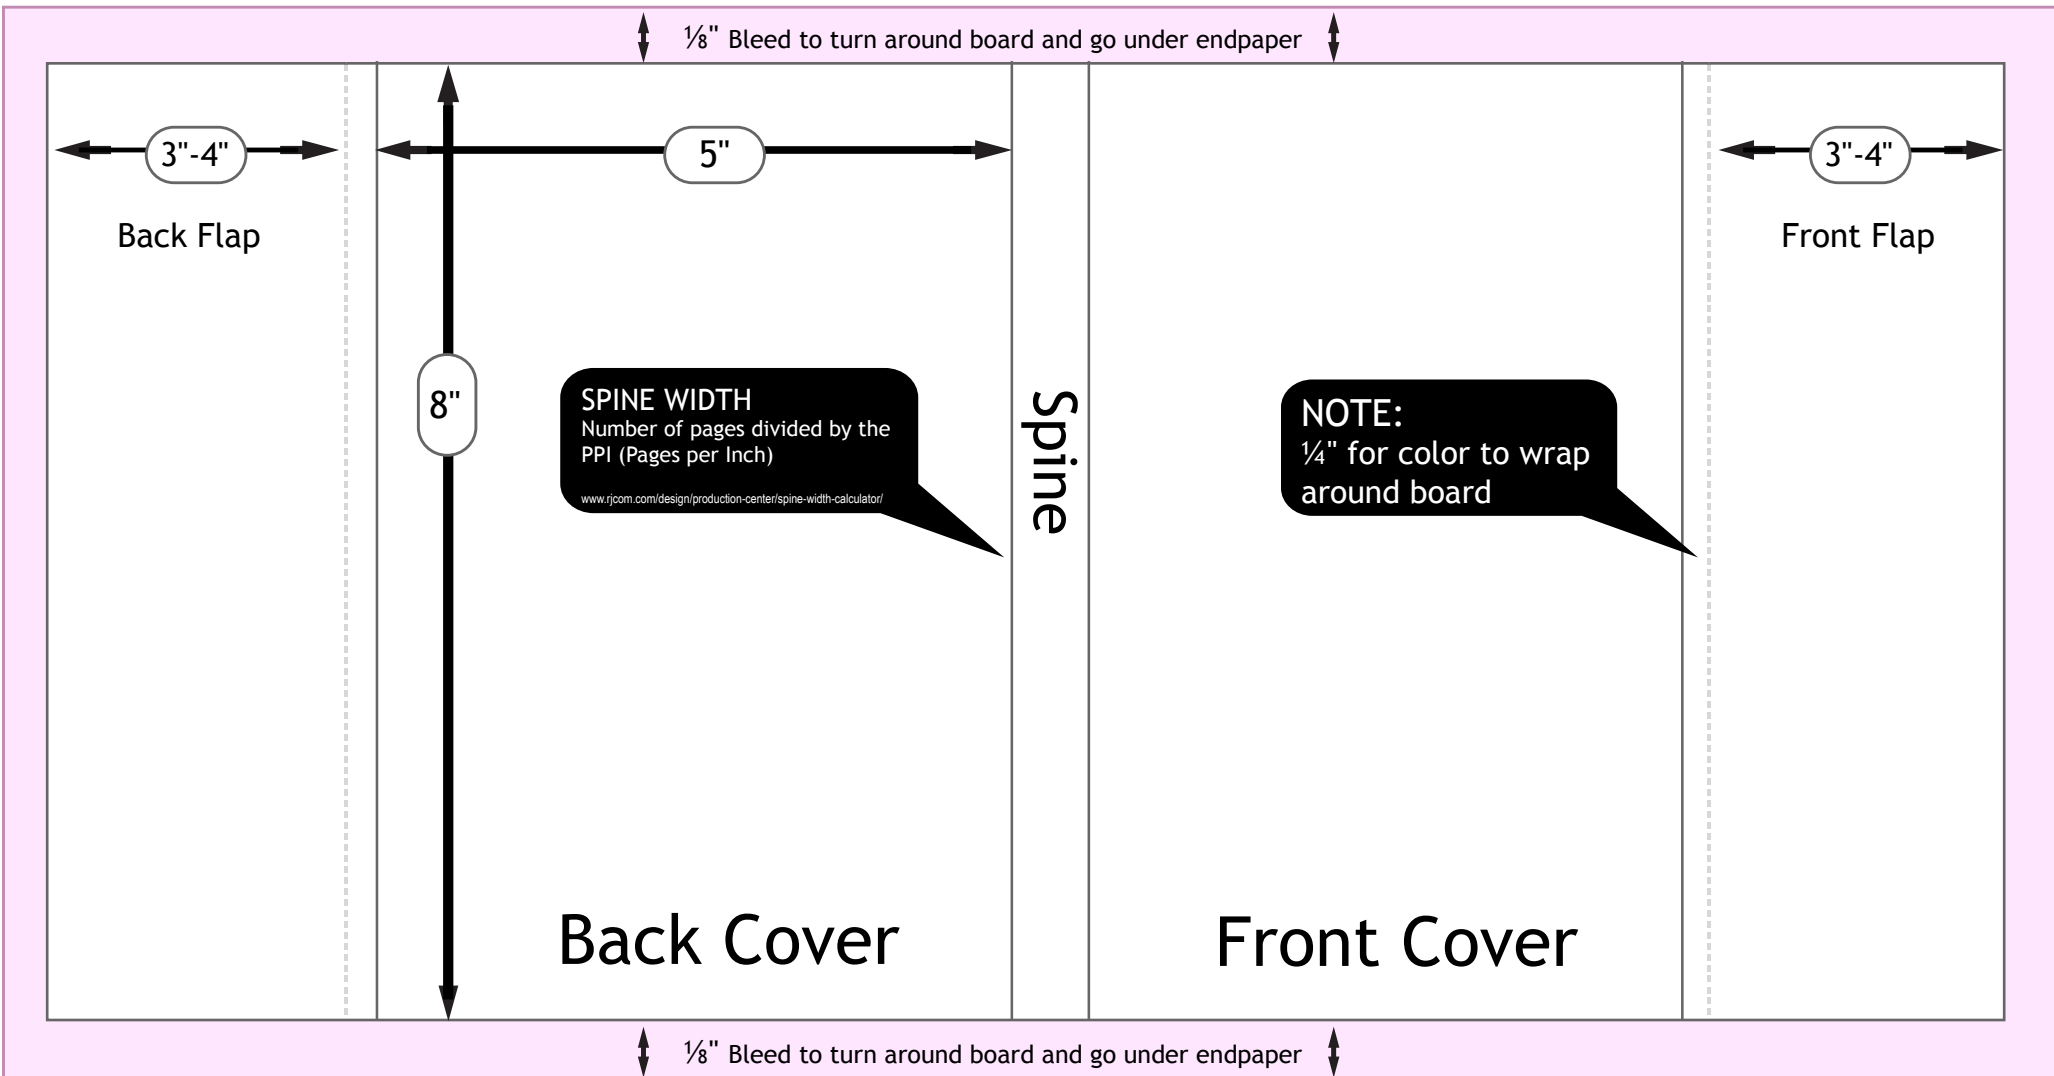 ⅛" Bleed to turn around board and go under endpaper
3"-4"
5"
3"-4"
Back Flap
Front Flap
8"
SPINE WIDTH
Number of pages divided by the
PPI (Pages per Inch)
www.rjcom.com/design/production-center/spine-width-calculator/
Spine
NOTE:
¼" for color to wrap
around board
Back Cover
Front Cover
⅛" Bleed to turn around board and go under endpaper